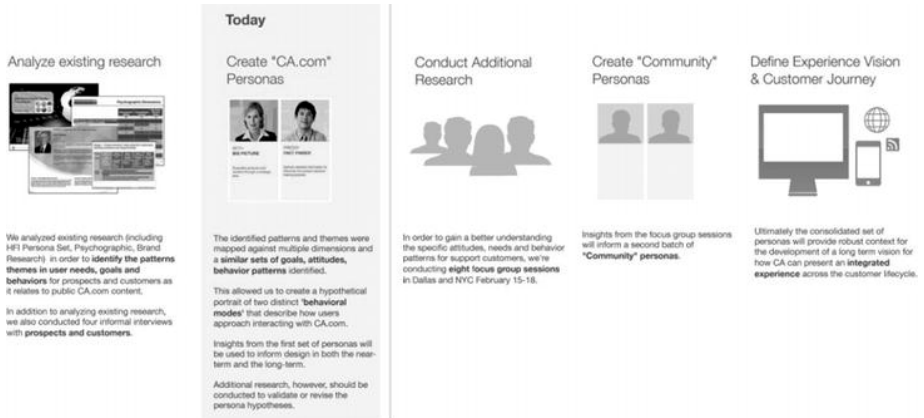 Today
Analyze existing research
Create "CA.com"
Personas
Conduct Additional
Research
Create "Community"
Personas
Define Experience Vision
& Customer Journey
Psychographic Dimensions
BIG PICTURE
FACT FINDER
We analyzed existing research (including
HFI Persona Set, Psychographic, Brand
Research) in order to identify the patterns
themes in user needs, goals and
behaviors for prospects and customers as
it relates to public CA.com content.
In addition to analyzing existing research,
we also conducted four informal interviews
with prospects and customers.
The identified patterns and themes were
mapped against multiple dimensions and
a similar sets of goals, attitudes,
behavior patterns identified.
This allowed us to create a hypothetical
portrait of two distinct 'behavioral
modes' that describe how users
approach interacting with CA.com.
Insights from the first set of personas will
be used to inform design in both the near-
term and the long-term.
Additional research, however, should be
conducted to validate or revise the
persona hypotheses.
In order to gain a better understanding
the specific attitudes, needs and behavior
patterns for support customers, we're
conducting eight focus group sessions
in Dallas and NYC February 15-18.
Insights from the focus group sessions
will inform a second batch of
"Community" personas.
Ultimately the consolidated set of
personas will provide robust context for
the development of a long term vision for
how CA can present an integrated
experience across the customer lifecycle.